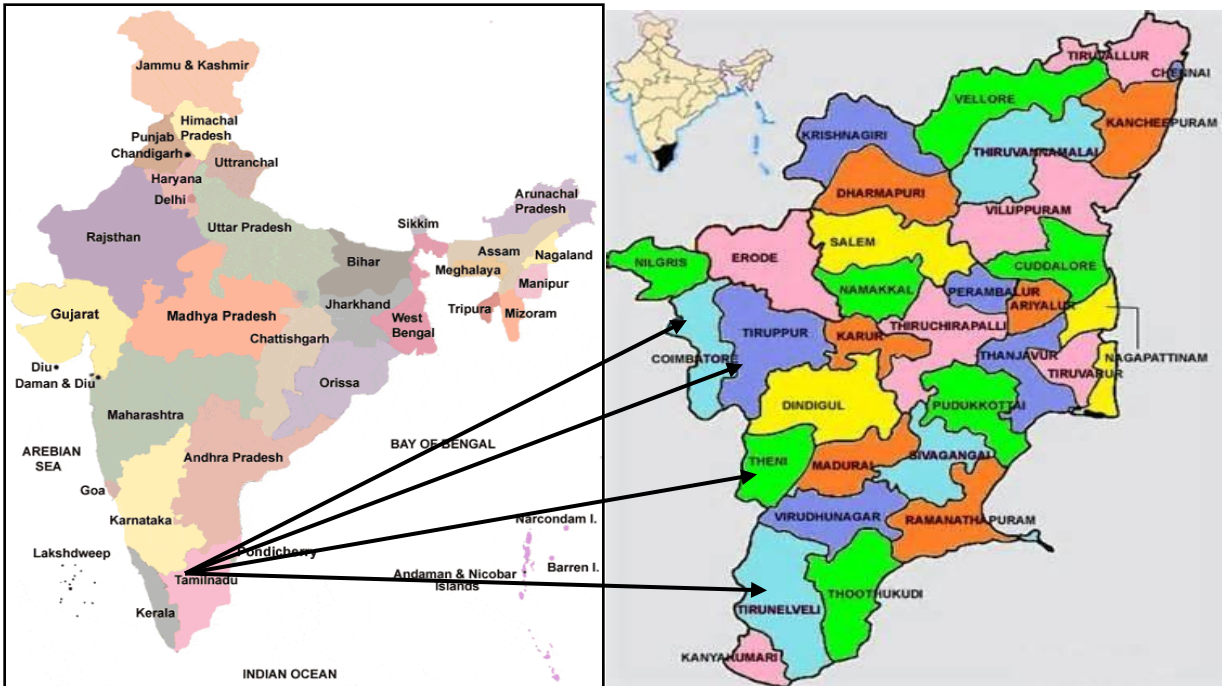 Jammu & Kashmir
Himachal
Pradesh
Punjab
Chandigarh
Uttranchal
Haryana
Delhi
Arunachal
Pradesh
Rajsthan
Uttar Pradesh
Sikkim
Assam
Nagaland
Bihar
Meghalaya
Manipur
Jharkhand
Tripura
Mizoram
Gujarat
Madhya Pradesh
West
Bengal
Chattishgarh
Diu
Daman & Diu
Orissa
Maharashtra
BAY OF BENGAL
AREBIAN
SEA
Andhra Pradesh
Goa
Karnataka
Narcondam I.
Lakshdweep
Pondicherry
Barren I.
Tamilnadu
Andaman & Nicobar
Islands
Kerala
INDIAN OCEAN
TIRUVALLUR
CHENNAI
VELLORE
KANCHEEPURAM
KRISHNAGIRI
THIRUVANNAMALAI
DHARMAPURI
VILUPPURAM
SALEM
ERODE
NILGRIS
CUDDALORE
NAMAKKAL
PERAMBALUR
ARIYALUR
TIRUPPUR
KARUR
THIRUCHIRAPALLI
COIMBATORE
THANJAVUR
NAGAPATTINAM
TIRUVARUR
DINDIGUL
PUDUKKOTTAI
THENI
MADURAI
SIVAGANGAI
VIRUDHUNAGAR
RAMANATHAPURAM
TIRUNELVELI
THOOTHUKUDI
KANYAKUMARI